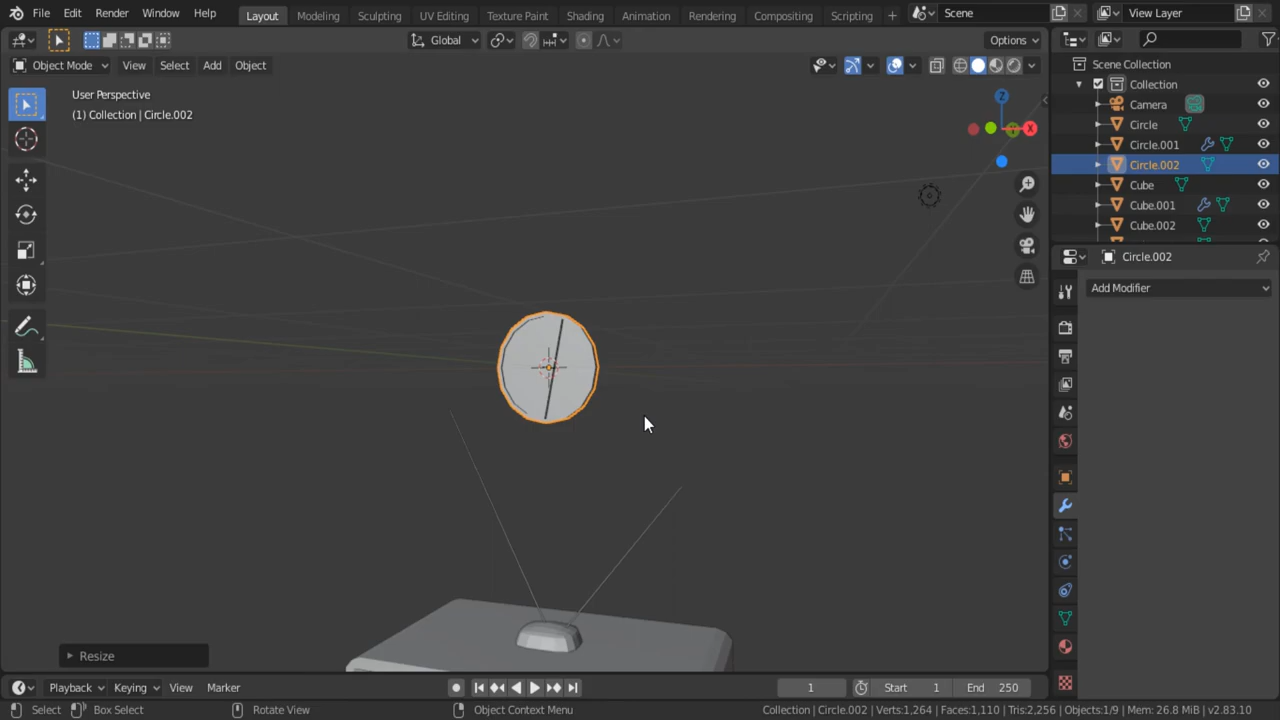 File Edit Render Window Help Layout Modeling Sculpting UV Editing Texture Paint Shading Animation Rendering Compositing Scripting + Scene View Layer
Global Options
Object Mode View Select Add Object
User Perspective
(1) Collection | Circle.002
Z
Y X
Scene Collection
Collection
Camera
Circle
Circle.001
Circle.002
Cube
Cube.001
Cube.002
Circle.002
Add Modifier
Resize
Playback Keying View Marker 1 Start 1 End 250
Select Box Select Rotate View Object Context Menu Collection | Circle.002 | Verts:1,264 | Faces:1,110 | Tris:2,256 | Objects:1/9 | Mem: 26.8 MiB | v2.83.10